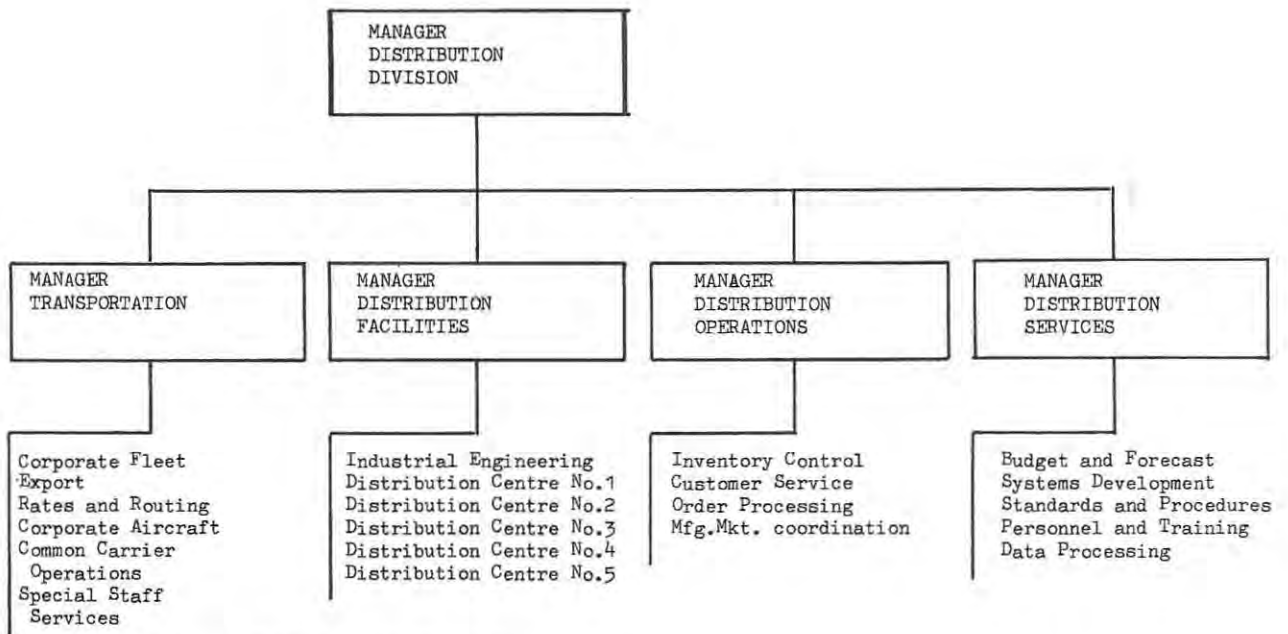 MANAGER
DISTRIBUTION
DIVISION
MANAGER
TRANSPORTATION
MANAGER
DISTRIBUTION
FACILITIES
MANAGER
DISTRIBUTION
OPERATIONS
MANAGER
DISTRIBUTION
SERVICES
Corporate Fleet
Export
Rates and Routing
Corporate Aircraft
Common Carrier
Operations
Special Staff
Services
Industrial Engineering
Distribution Centre No.1
Distribution Centre No.2
Distribution Centre No.3
Distribution Centre No.4
Distribution Centre No.5
Inventory Control
Customer Service
Order Processing
Mfg.Mkt. coordination
Budget and Forecast
Systems Development
Standards and Procedures
Personnel and Training
Data Processing